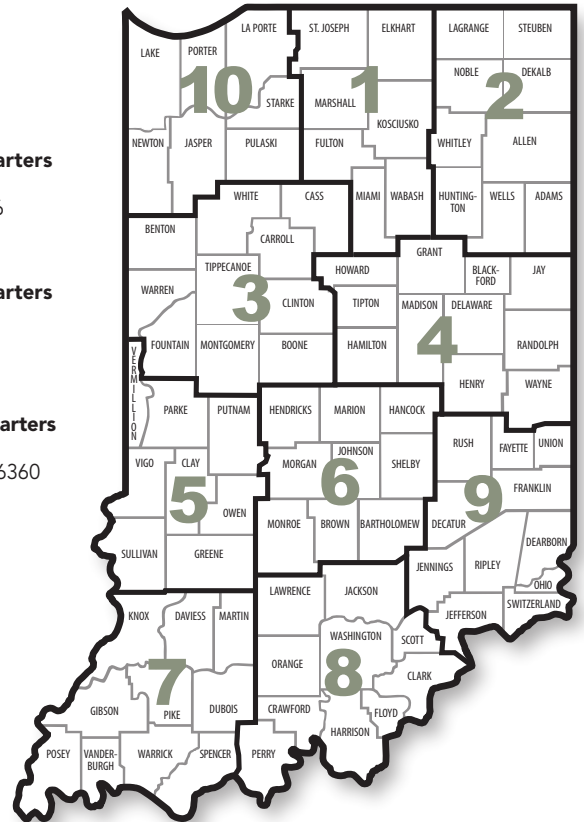 arters
6
arters
arters
6360
LAKE
PORTER
LA PORTE
ST. JOSEPH
ELKHART
LAGRANGE
STEUBEN
10
STARKE
1
MARSHALL
KOSCIUSKO
NOBLE
DEKALB
2
NEWTON
JASPER
PULASKI
FULTON
WHITLEY
ALLEN
MIAMI
WABASH
HUNTING-
TON
WELLS
ADAMS
BENTON
WHITE
CASS
CARROLL
GRANT
TIPPECANOE
HOWARD
BLACK-
FORD
JAY
WARREN
3
CLINTON
TIPTON
MADISON
DELAWARE
4
FOUNTAIN
MONTGOMERY
BOONE
HAMILTON
RANDOLPH
HENRY
WAYNE
VERMILLION
PARKE
PUTNAM
HENDRICKS
MARION
HANCOCK
RUSH
FAYETTE
UNION
VIGO
CLAY
5
OWEN
MORGAN
JOHNSON
6
SHELBY
9
FRANKLIN
MONROE
BROWN
BARTHOLOMEW
DECATUR
DEARBORN
SULLIVAN
GREENE
JENNINGS
RIPLEY
OHIO
SWITZERLAND
JEFFERSON
KNOX
DAVIESS
MARTIN
LAWRENCE
JACKSON
WASHINGTON
SCOTT
ORANGE
8
CLARK
7
GIBSON
PIKE
DUBOIS
CRAWFORD
FLOYD
HARRISON
POSEY
VANDER-
BURGH
WARRICK
SPENCER
PERRY